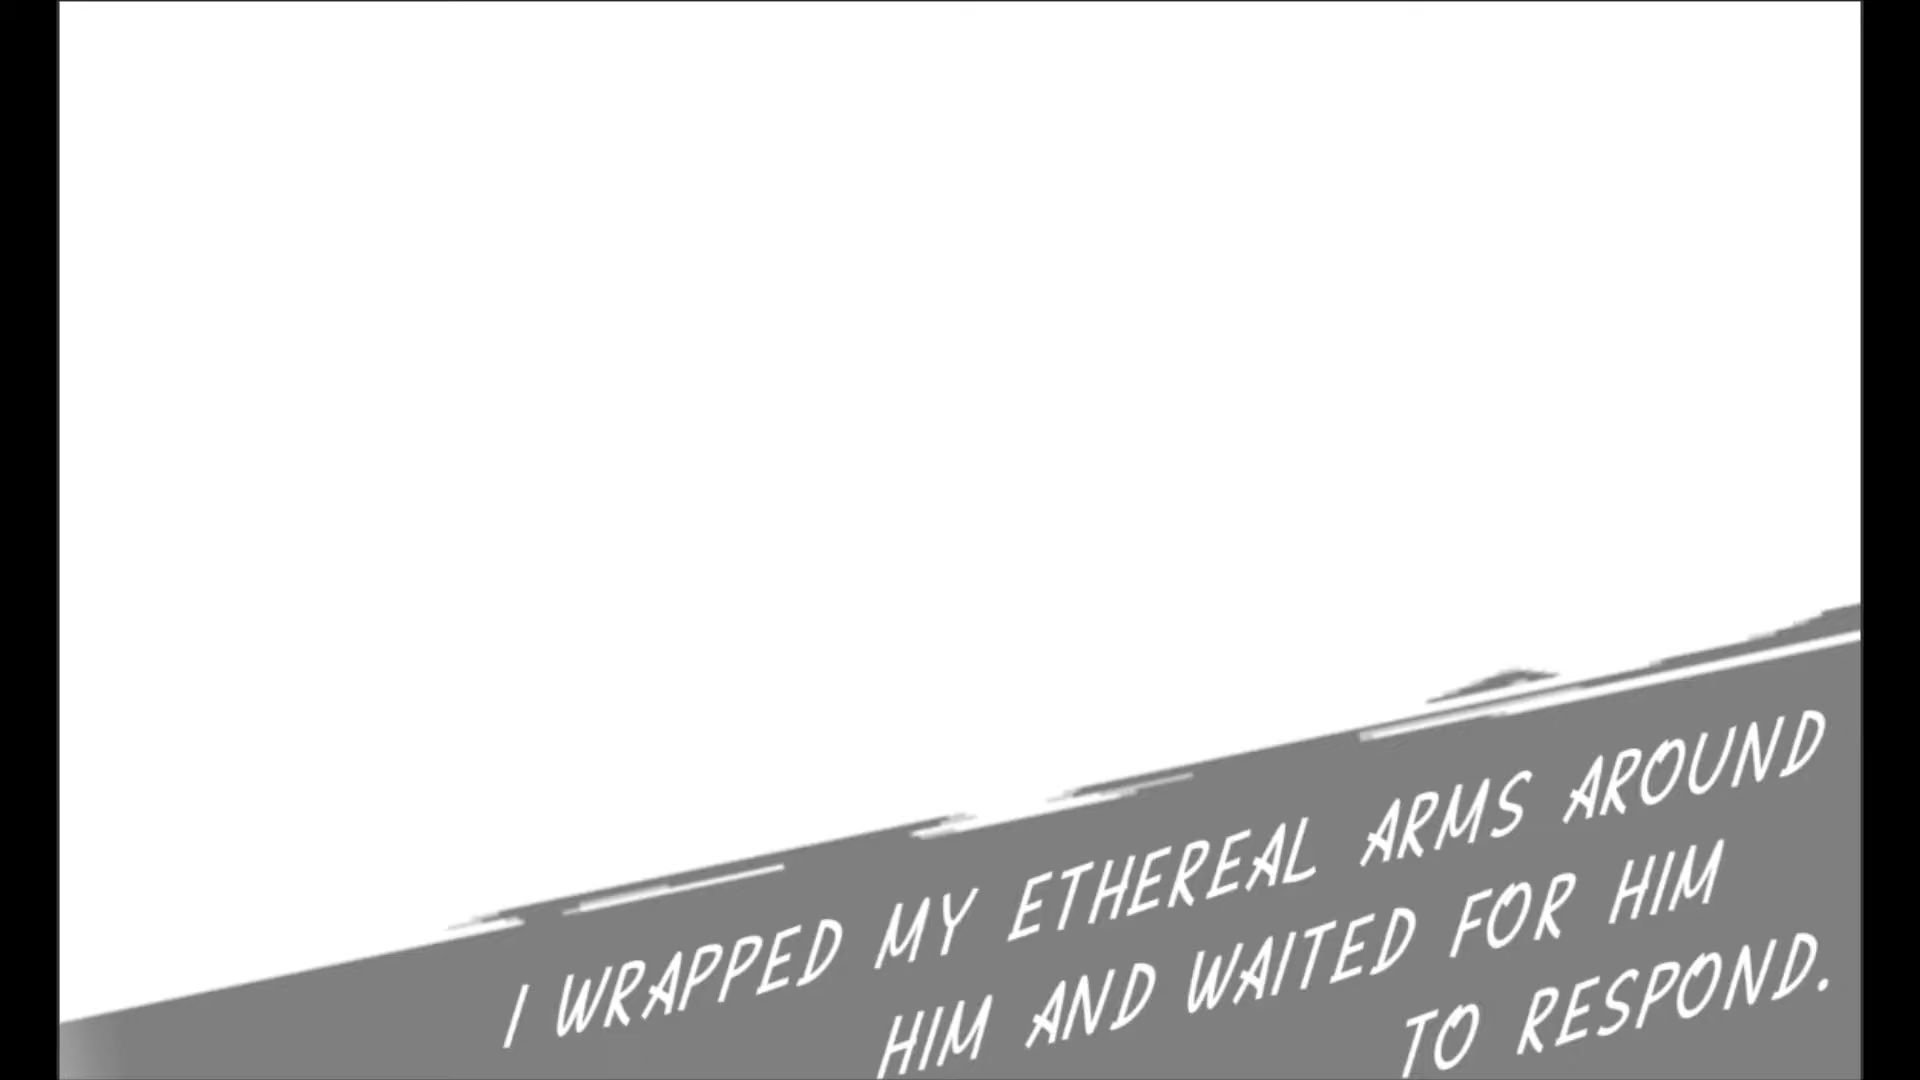 I WRAPPED MY ETHEREAL ARMS AROUND
HIM AND WAITED FOR HIM
TO RESPOND.